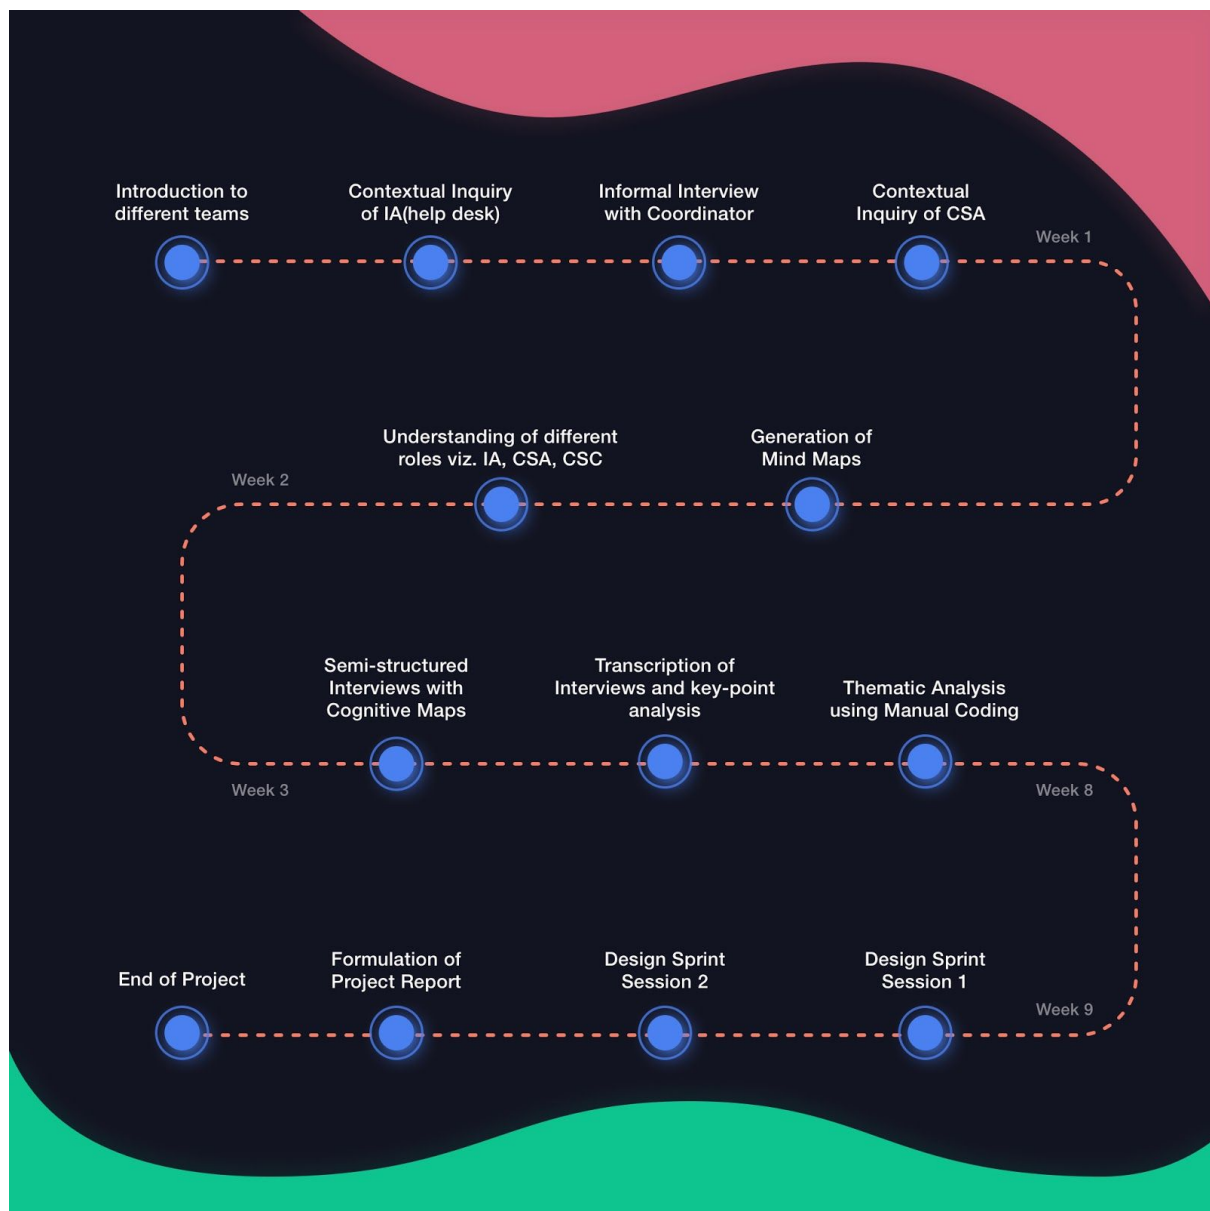 Introduction to
different teams
Contextual Inquiry
of IA(help desk)
Informal Interview
with Coordinator
Contextual
Inquiry of CSA
Week 1
Understanding of different
roles viz. IA, CSA, CSC
Generation of
Mind Maps
Week 2
Semi-structured
Interviews with
Cognitive Maps
Transcription of
Interviews and key-point
analysis
Thematic Analysis
using Manual Coding
Week 3
Week 8
End of Project
Formulation of
Project Report
Design Sprint
Session 2
Design Sprint
Session 1
Week 9